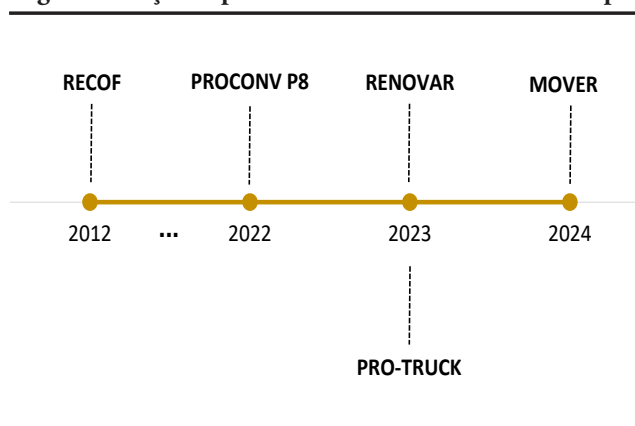 RECOF PROCONV P8 RENOVAR MOVER
2012 ... 2022 2023 2024
PRO-TRUCK